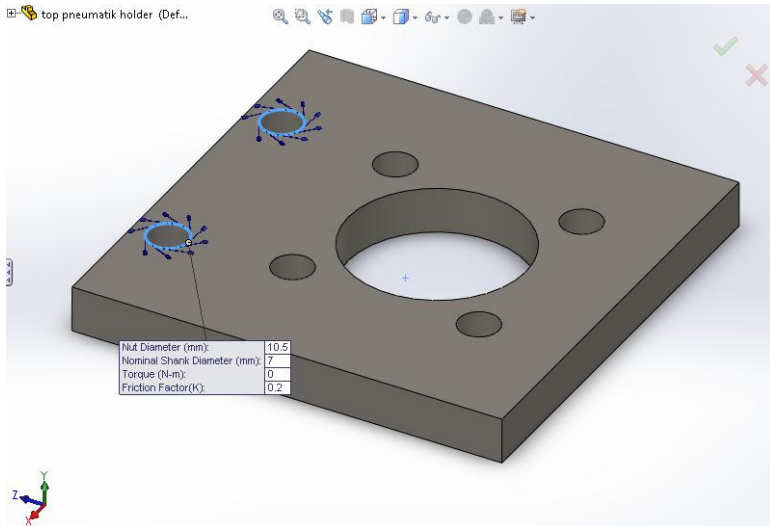 top pneumatik holder (Def...
Nut Diameter (mm): 10.5
Nominal Shank Diameter (mm): 7
Torque (N-m): 0
Friction Factor(K): 0.2
Y
Z
X